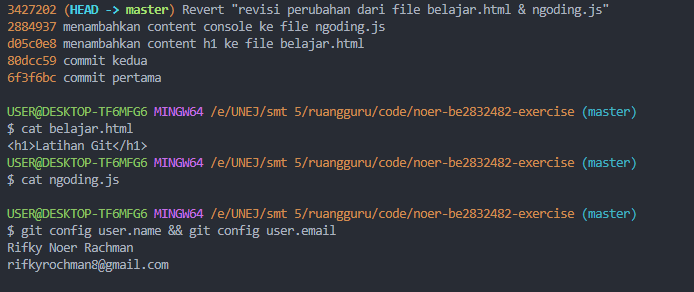 3427202 (HEAD -> master) Revert "revisi perubahan dari file belajar.html & ngoding.js"
2884937 menambahkan content console ke file ngoding.js
d05c0e8 menambahkan content h1 ke file belajar.html
80dcc59 commit kedua
6f3f6bc commit pertama
USER@DESKTOP-TF6MFG6 MINGW64 /e/UNEJ/smt 5/ruangguru/code/noer-be2832482-exercise (master)
$ cat belajar.html
<h1>Latihan Git</h1>
USER@DESKTOP-TF6MFG6 MINGW64 /e/UNEJ/smt 5/ruangguru/code/noer-be2832482-exercise (master)
$ cat ngoding.js
USER@DESKTOP-TF6MFG6 MINGW64 /e/UNEJ/smt 5/ruangguru/code/noer-be2832482-exercise (master)
$ git config user.name && git config user.email
Rifky Noer Rachman
rifkyrochman8@gmail.com